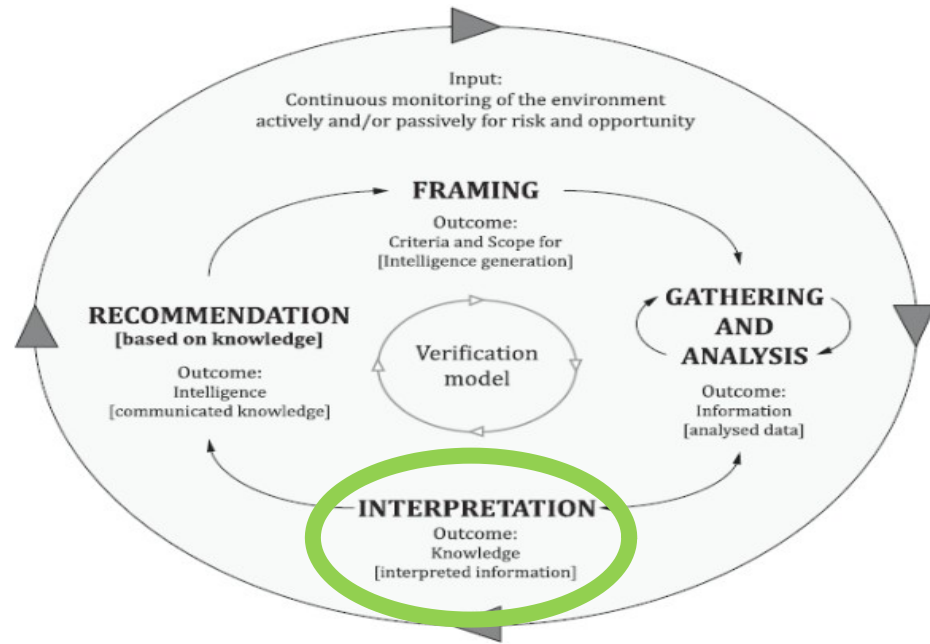 Input:
Continuous monitoring of the environment
actively and/or passively for risk and opportunity
FRAMING
Outcome:
Criteria and Scope for
[Intelligence generation]
GATHERING
AND
ANALYSIS
Outcome:
Information
[analysed data]
Verification
model
RECOMMENDATION
[based on knowledge]
Outcome:
Intelligence
[communicated knowledge]
INTERPRETATION
Outcome:
Knowledge
[interpreted information]